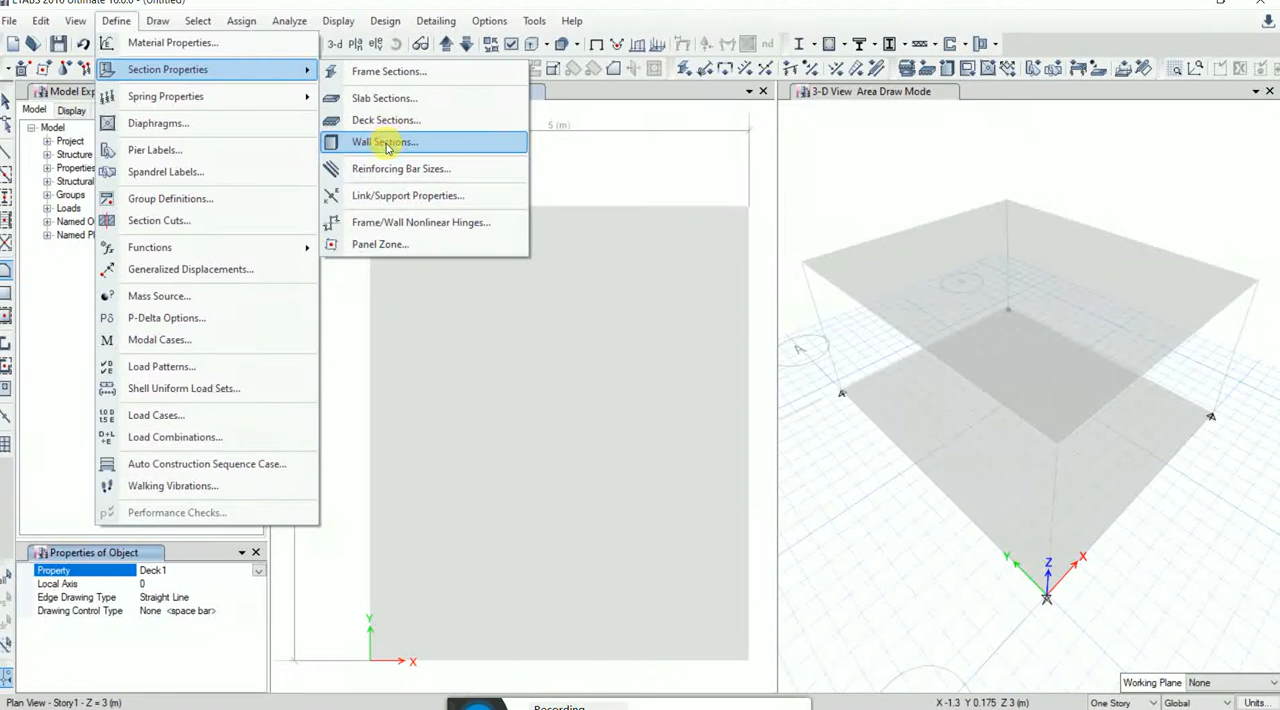 ETABS 2016 Ultimate 16.0.0 - (Untitled)
File Edit View Define Draw Select Assign Analyze Display Design Detailing Options Tools Help
3-d nd
Model Exp
Model Display
Model
Project
Structure
Properties
Structural
Groups
Loads
Named O
Named Pl
Material Properties...
Section Properties
Spring Properties
Diaphragms...
Pier Labels...
Spandrel Labels...
Group Definitions...
Section Cuts...
Functions
Generalized Displacements...
Mass Source...
P-Delta Options...
Modal Cases...
Load Patterns...
Shell Uniform Load Sets...
Load Cases...
Load Combinations...
Auto Construction Sequence Case...
Walking Vibrations...
Performance Checks...
Frame Sections...
Slab Sections...
Deck Sections...
Wall Sections...
Reinforcing Bar Sizes...
Link/Support Properties...
Frame/Wall Nonlinear Hinges...
Panel Zone...
5 (m)
Y
X
3-D View Area Draw Mode
A
Y Z X
Properties of Object
Property Deck1
Local Axis 0
Edge Drawing Type Straight Line
Drawing Control Type None <space bar>
Working Plane None
Plan View - Story1 - Z = 3 (m)
Recording
X -1.3 Y 0.175 Z 3 (m)
One Story Global Units...